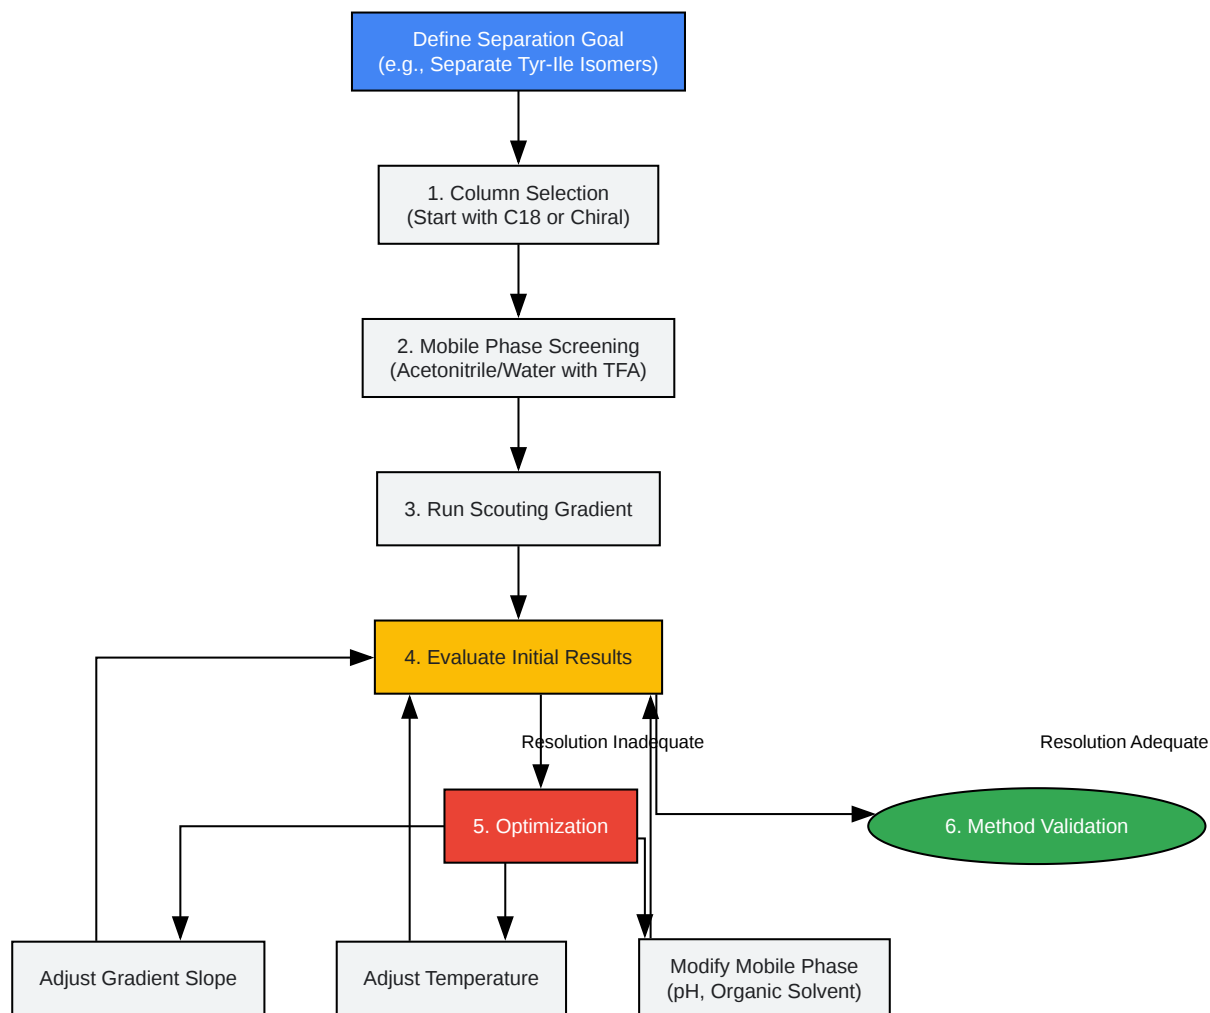 Define Separation Goal
(e.g., Separate Tyr-Ile Isomers)
1. Column Selection
(Start with C18 or Chiral)
2. Mobile Phase Screening
(Acetonitrile/Water with TFA)
3. Run Scouting Gradient
4. Evaluate Initial Results
Resolution Inadequate
Resolution Adequate
5. Optimization
6. Method Validation
Adjust Gradient Slope
Adjust Temperature
Modify Mobile Phase
(pH, Organic Solvent)